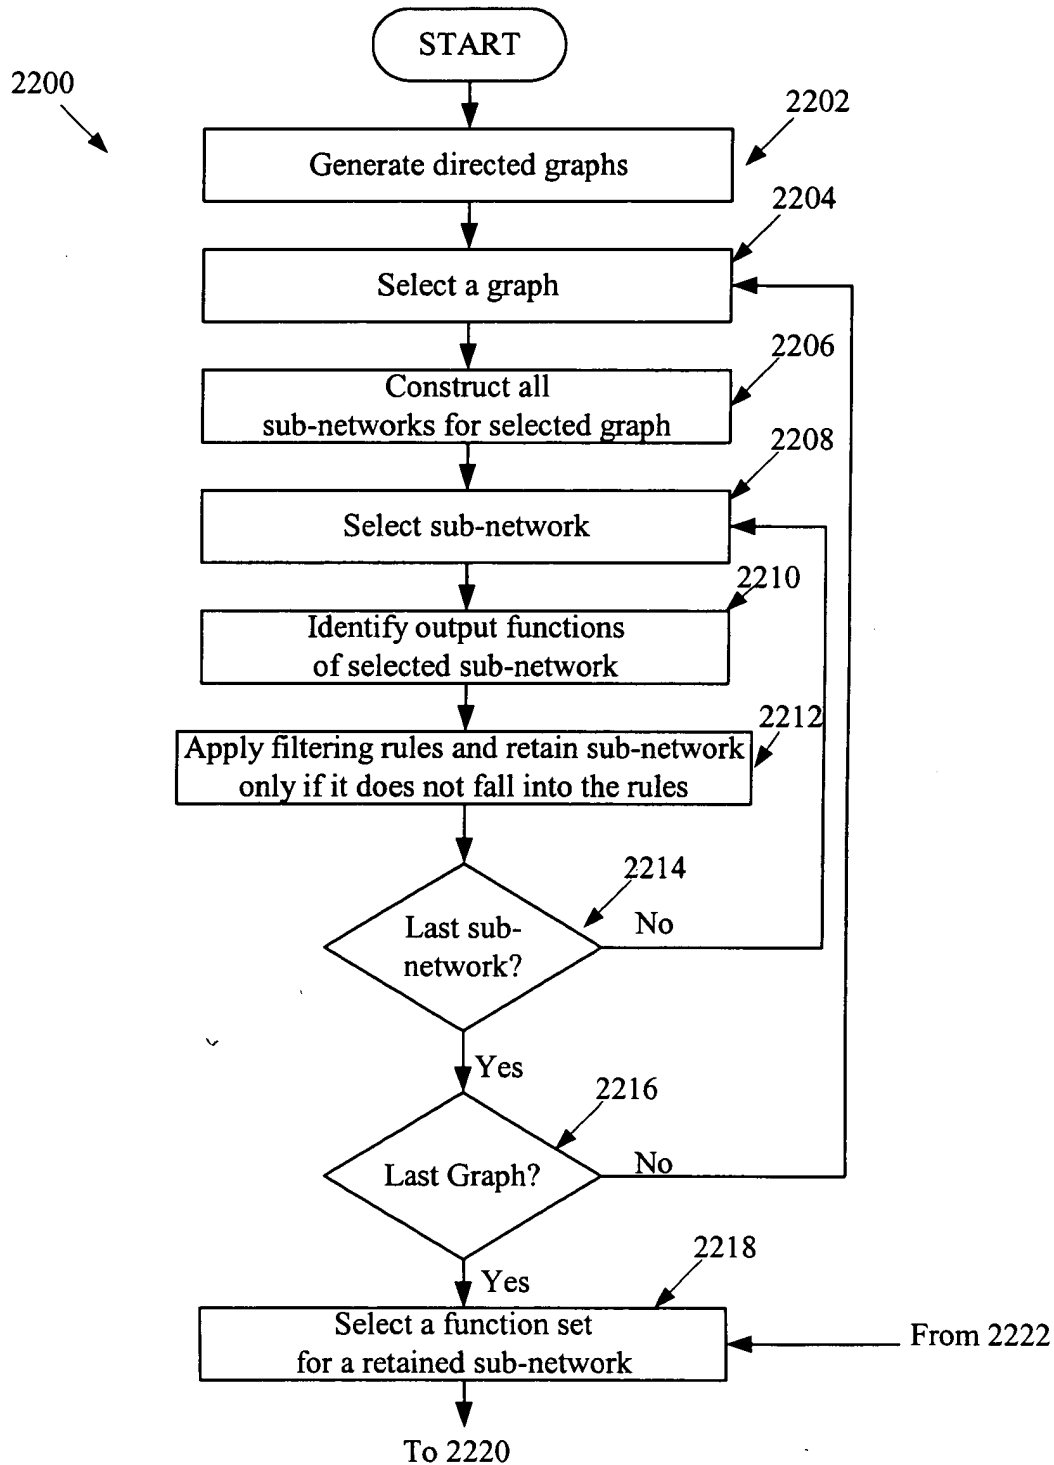 START
2200
2202
Generate directed graphs
2204
Select a graph
2206
Construct all
sub-networks for selected graph
2208
Select sub-network
2210
Identify output functions
of selected sub-network
2212
Apply filtering rules and retain sub-network
only if it does not fall into the rules
2214
Last sub-
network?
No
Yes
2216
Last Graph?
No
2218
Yes
Select a function set
for a retained sub-network
From 2222
To 2220